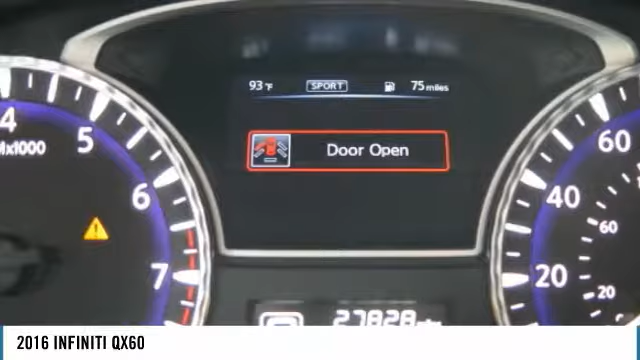 93 °F SPORT 75 miles
Door Open
4 5 6 7
Mx1000
60 40 20
60 20
27828
2016 INFINITI QX60